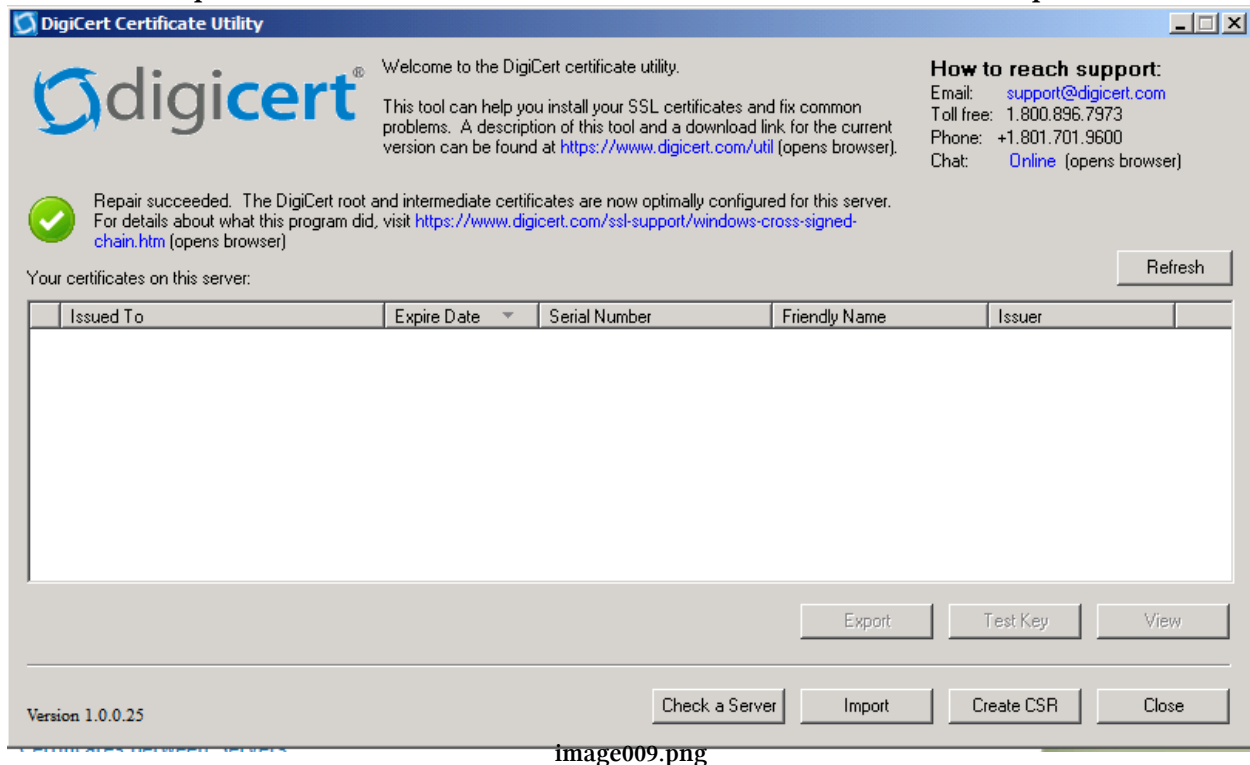 DigiCert Certificate Utility
digicert®
Welcome to the DigiCert certificate utility.
This tool can help you install your SSL certificates and fix common
problems. A description of this tool and a download link for the current
version can be found at https://www.digicert.com/util (opens browser).
How to reach support:
Email: support@digicert.com
Toll free: 1.800.896.7973
Phone: +1.801.701.9600
Chat: Online (opens browser)
Repair succeeded. The DigiCert root and intermediate certificates are now optimally configured for this server.
For details about what this program did, visit https://www.digicert.com/ssl-support/windows-cross-signed-
chain.htm (opens browser)
Refresh
Your certificates on this server:
Issued To Expire Date Serial Number Friendly Name Issuer
Export Test Key View
Version 1.0.0.25
Check a Server Import Create CSR Close
image009.png